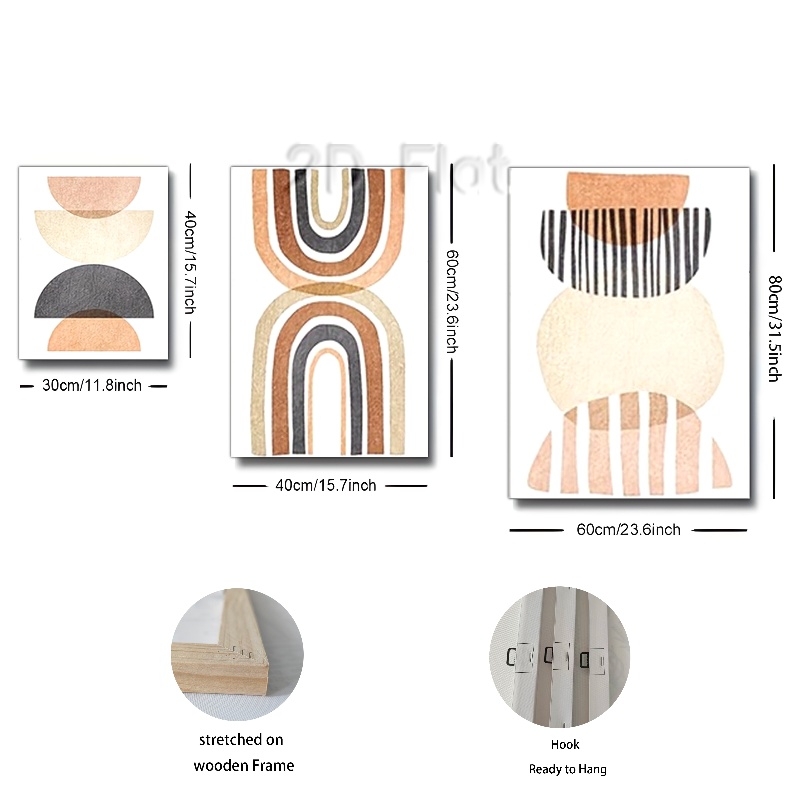 2D Flat
40cm/15.7inch
30cm/11.8inch
60cm/23.6inch
40cm/15.7inch
80cm/31.5inch
60cm/23.6inch
stretched on
wooden Frame
Hook
Ready to Hang